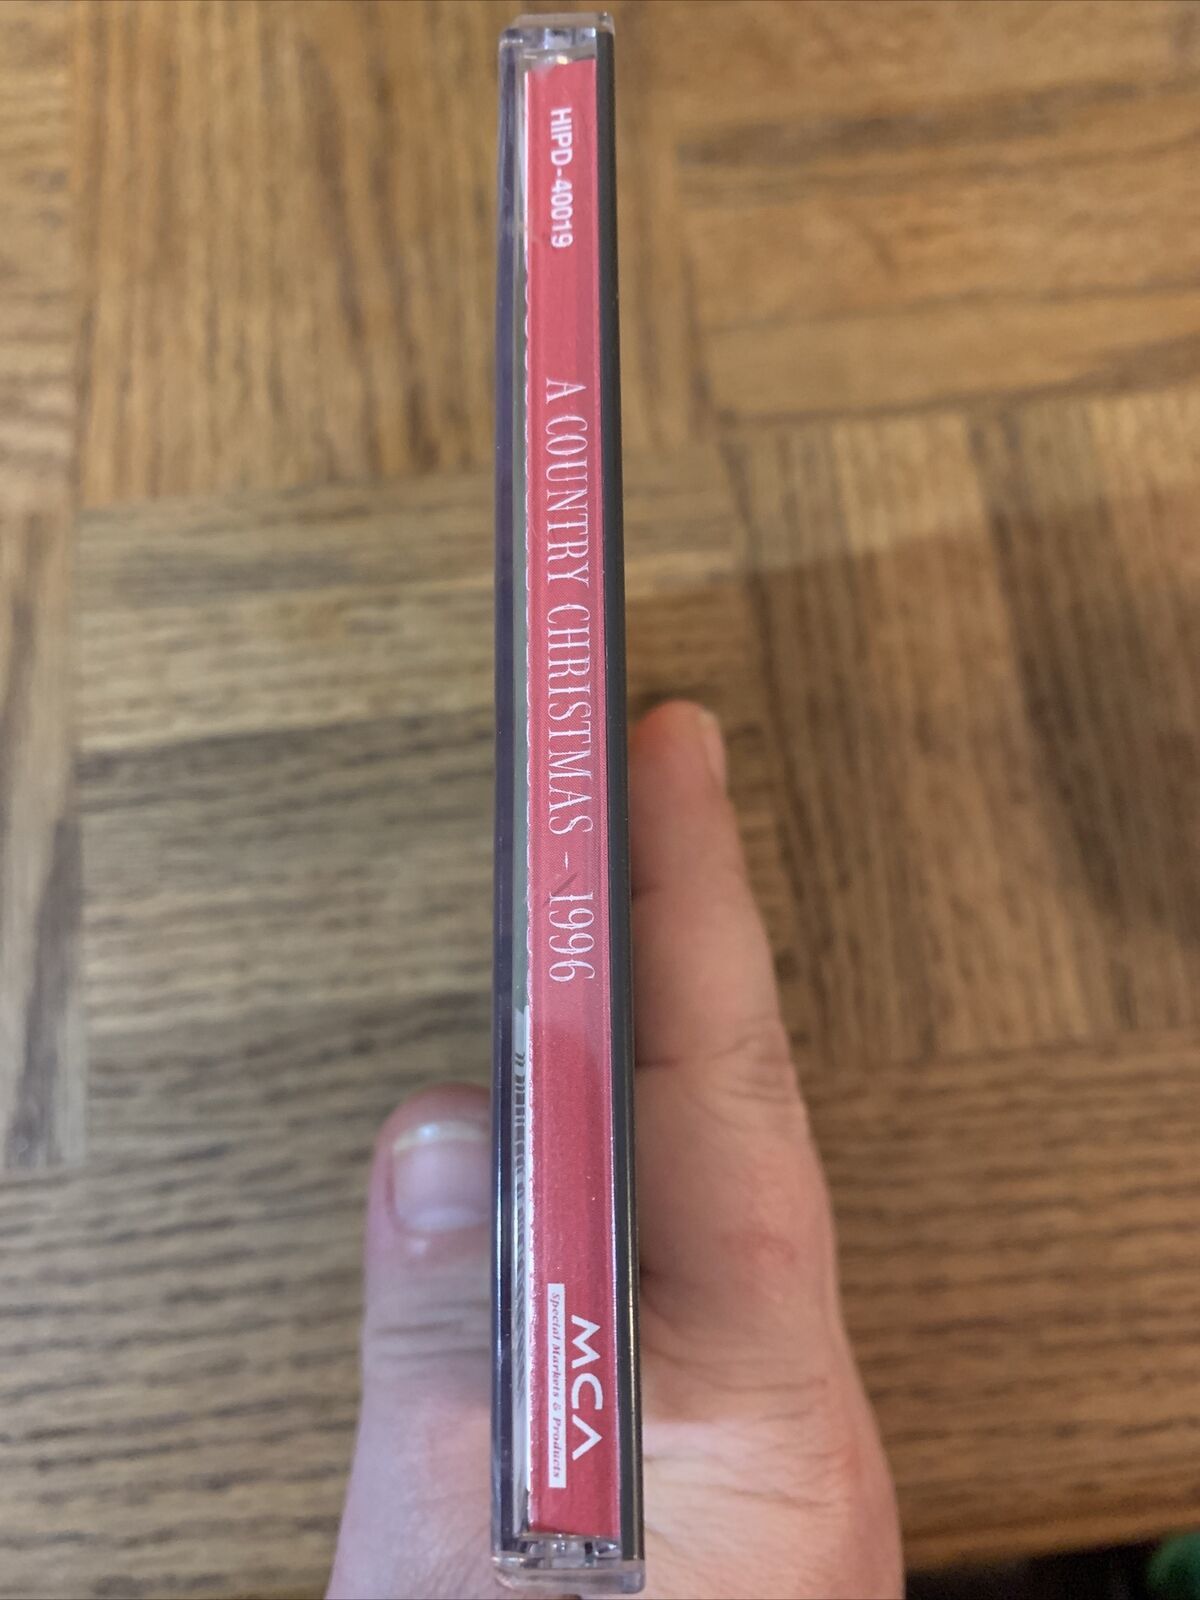 HIPD-40019
A COUNTRY CHRISTMAS - 1996
MCA
Special Markets & Products